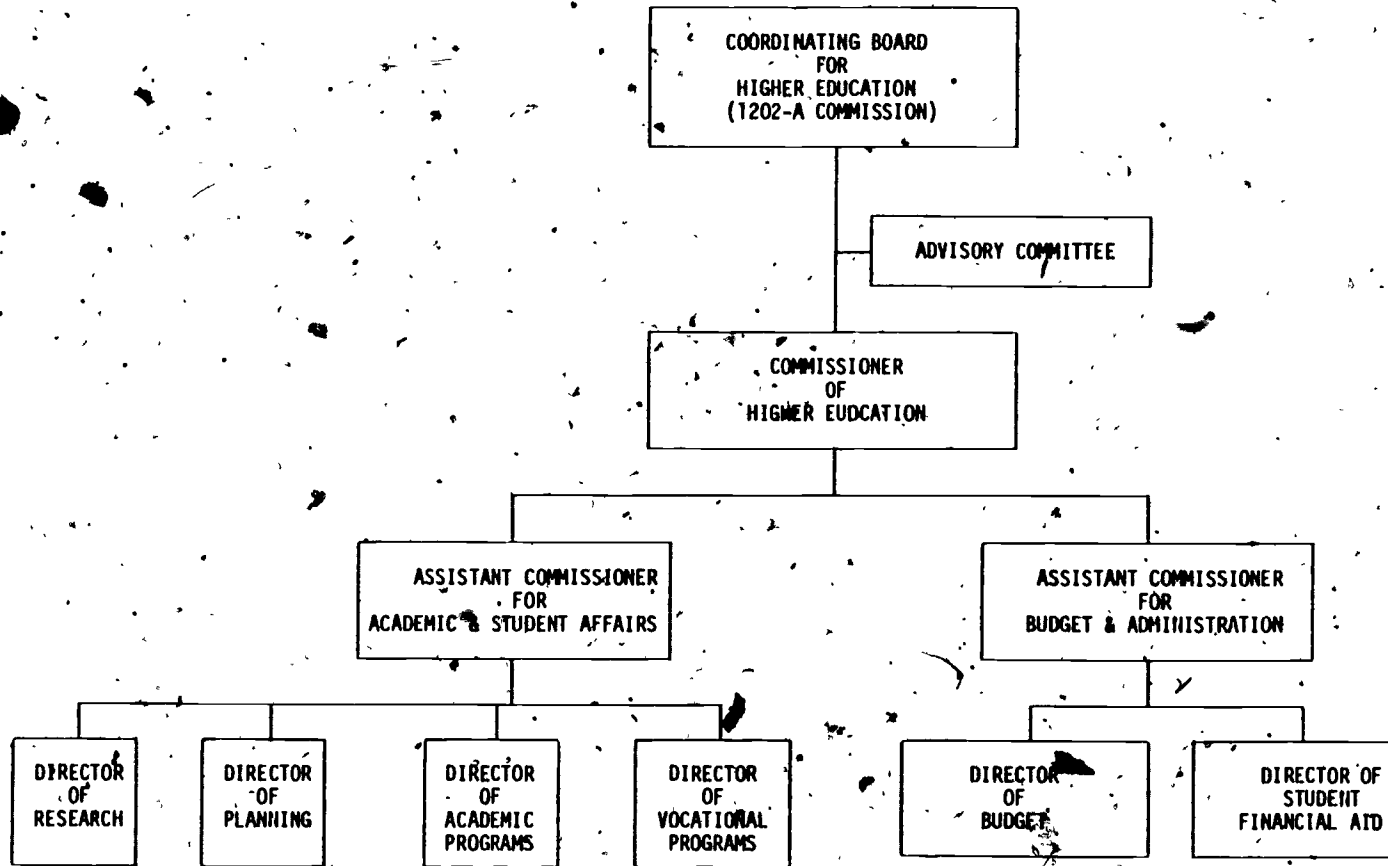 COORDINATING BOARD
FOR
HIGHER EDUCATION
(1202-A COMMISSION)
ADVISORY COMMITTEE
COMMISSIONER
OF
HIGHER EUDCATION
ASSISTANT COMMISSIONER
FOR
ACADEMIC & STUDENT AFFAIRS
ASSISTANT COMMISSIONER
FOR
BUDGET & ADMINISTRATION
DIRECTOR
OF
RESEARCH
DIRECTOR
OF
PLANNING
DIRECTOR
OF
ACADEMIC
PROGRAMS
DIRECTOR
OF
VOCATIONAL
PROGRAMS
DIRECTOR
OF
BUDGET
DIRECTOR OF
STUDENT
FINANCIAL AID